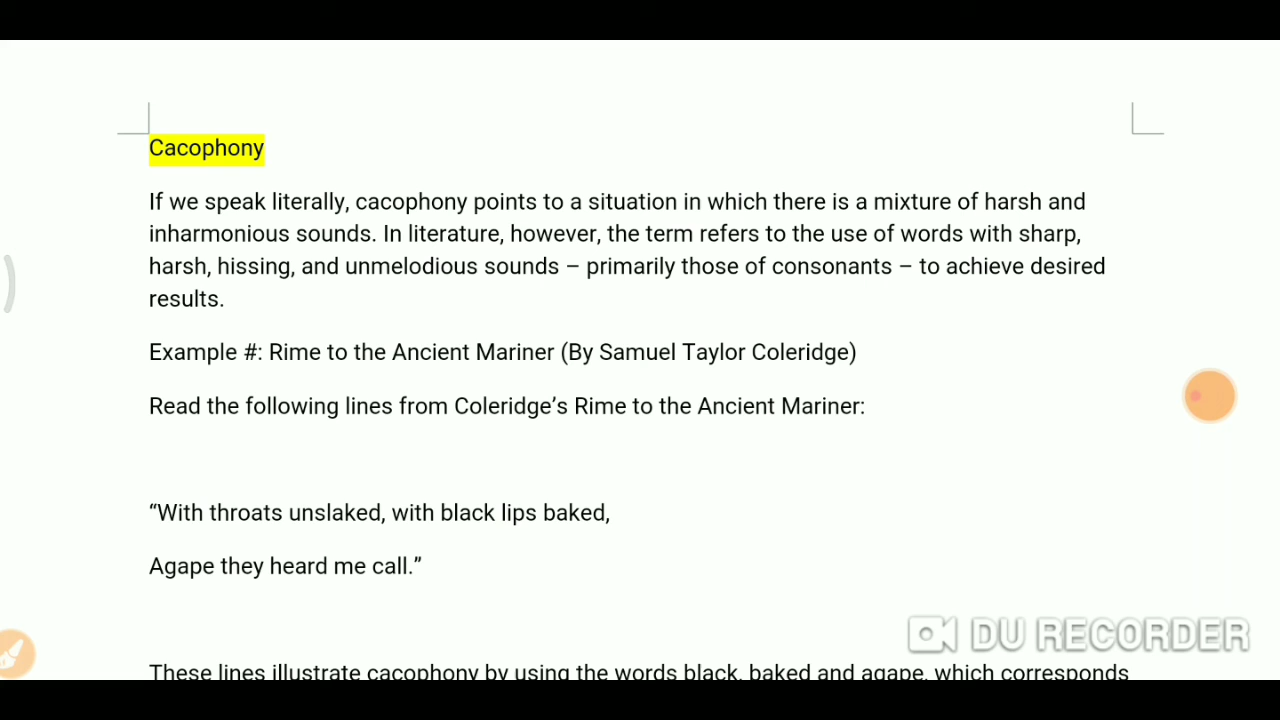 Cacophony
If we speak literally, cacophony points to a situation in which there is a mixture of harsh and
inharmonious sounds. In literature, however, the term refers to the use of words with sharp,
harsh, hissing, and unmelodious sounds – primarily those of consonants – to achieve desired
results.
Example #: Rime to the Ancient Mariner (By Samuel Taylor Coleridge)
Read the following lines from Coleridge’s Rime to the Ancient Mariner:
“With throats unslaked, with black lips baked,
Agape they heard me call.”
DU RECORDER
These lines illustrate cacophony by using the words black, baked and agape, which corresponds